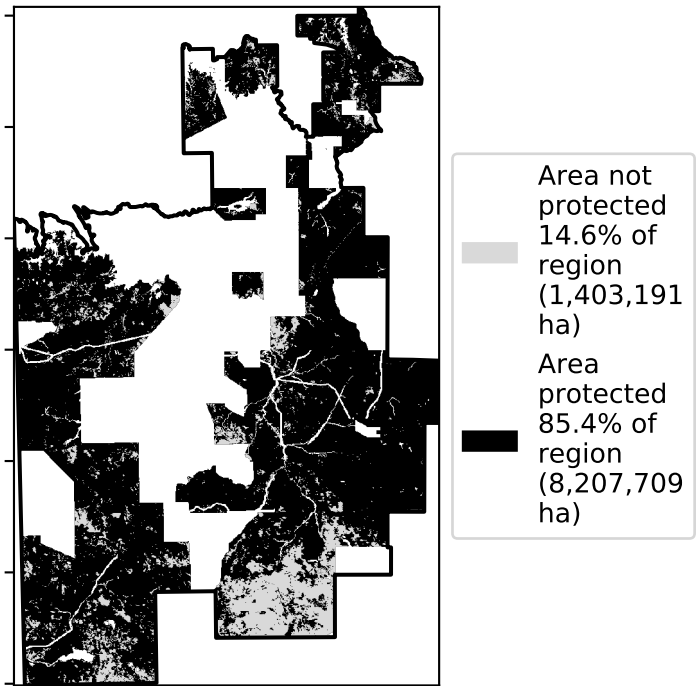 Area not
protected
14.6% of
region
(1,403,191
ha)
Area
protected
85.4% of
region
(8,207,709
ha)